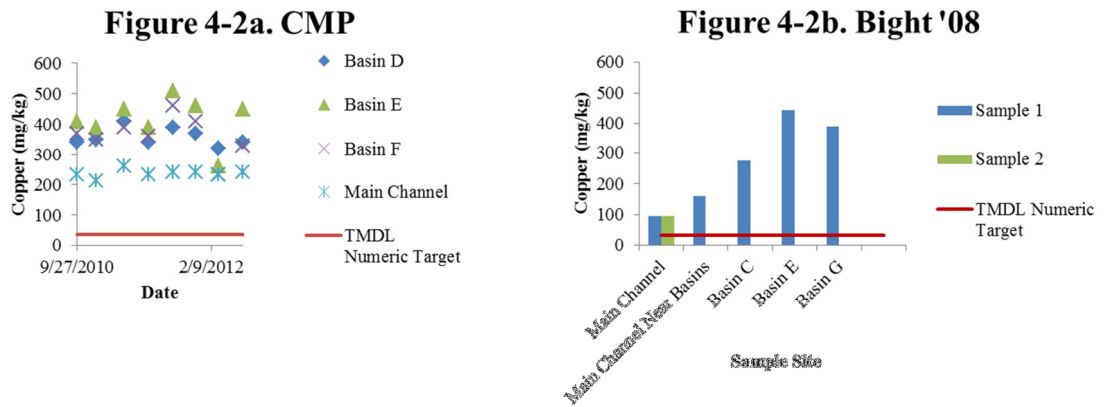 Figure 4-2a. CMP
Copper (mg/kg)
600
500
400
300
200
100
0
9/27/2010
2/9/2012
Date
Basin D
Basin E
Basin F
Main Channel
TMDL
Numeric Target
Figure 4-2b. Bight '08
Copper (mg/kg)
600
500
400
300
200
100
0
Main Channel
Main Channel Near Basins
Basin C
Basin E
Basin G
Sample Site
Sample 1
Sample 2
TMDL Numeric
Target